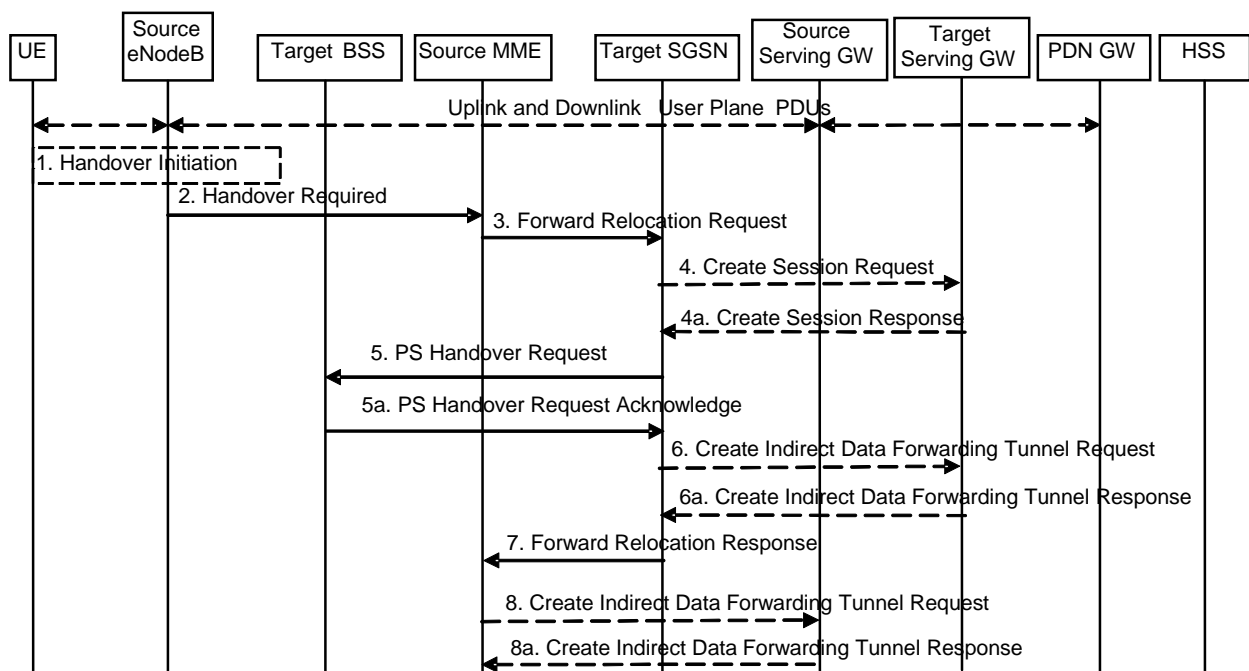 UE
Source
eNodeB
Target BSS
Source MME
Target SGSN
Source
Serving GW
Target
Serving GW
PDN GW
HSS
Uplink and Downlink User Plane PDUs
1. Handover Initiation
2. Handover Required
3. Forward Relocation Request
4. Create Session Request
4a. Create Session Response
5. PS Handover Request
5a. PS Handover Request Acknowledge
6. Create Indirect Data Forwarding Tunnel Request
6a. Create Indirect Data Forwarding Tunnel Response
7. Forward Relocation Response
8. Create Indirect Data Forwarding Tunnel Request
8a. Create Indirect Data Forwarding Tunnel Response